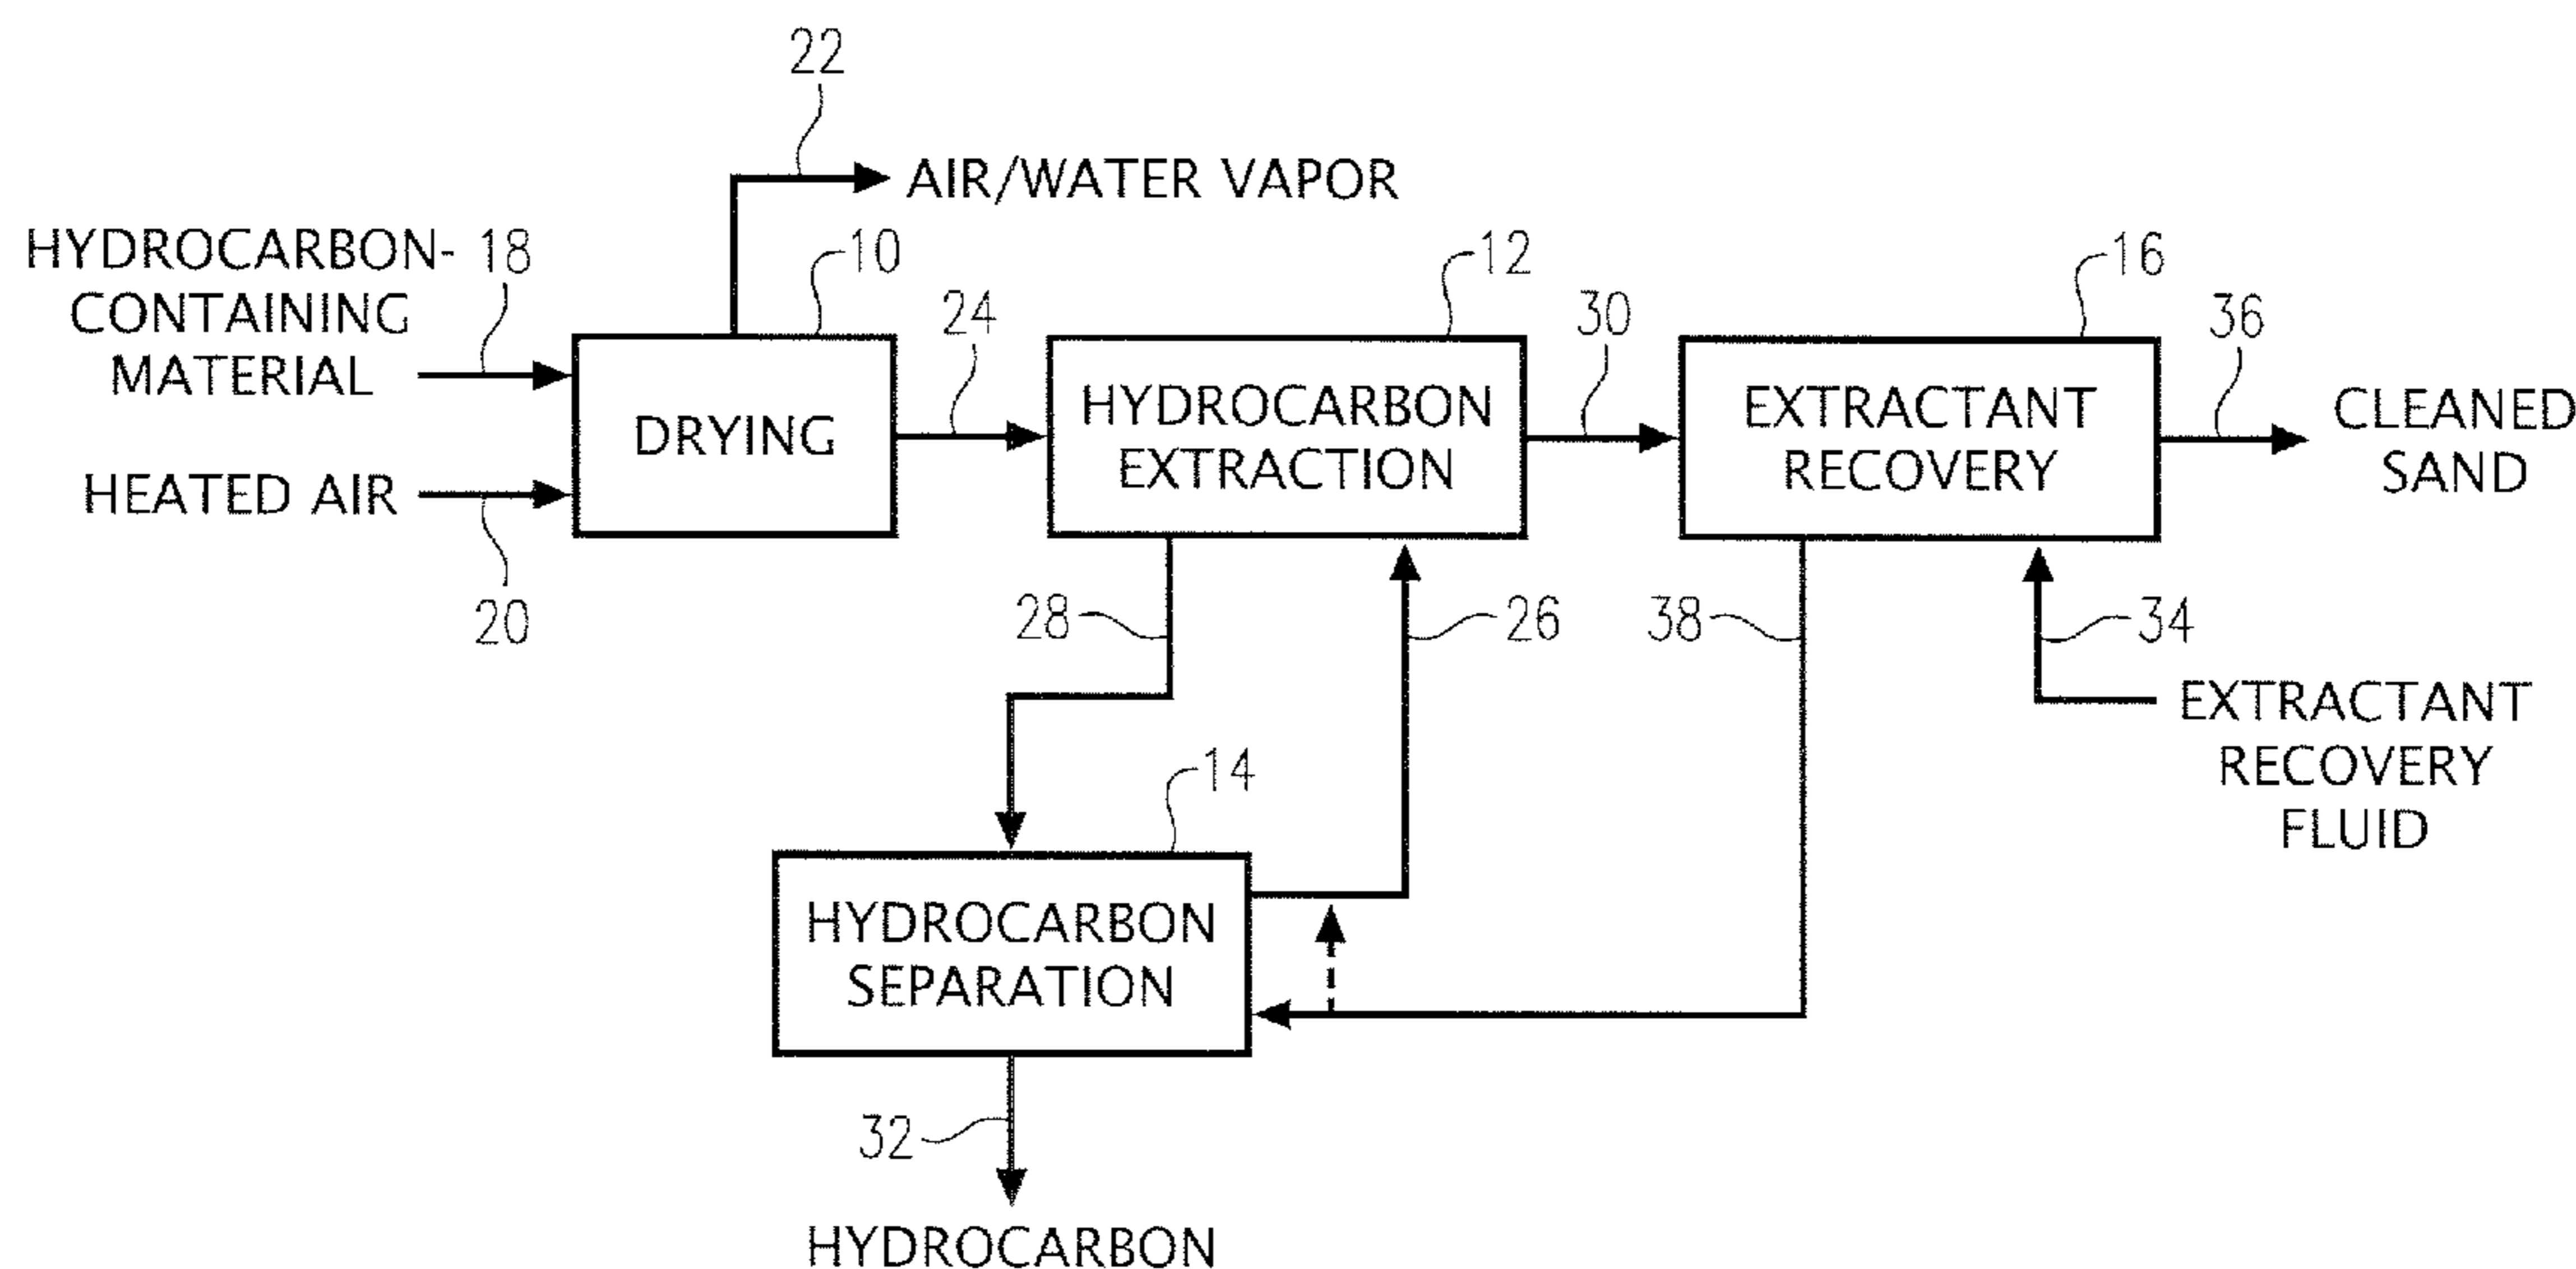 22
AIR/WATER VAPOR
HYDROCARBON-
CONTAINING
MATERIAL
18
10
12
16
24
30
36
DRYING
HYDROCARBON
EXTRACTION
EXTRACTANT
RECOVERY
CLEANED
SAND
HEATED AIR
20
28
26
38
34
EXTRACTANT
RECOVERY
FLUID
14
HYDROCARBON
SEPARATION
32
HYDROCARBON